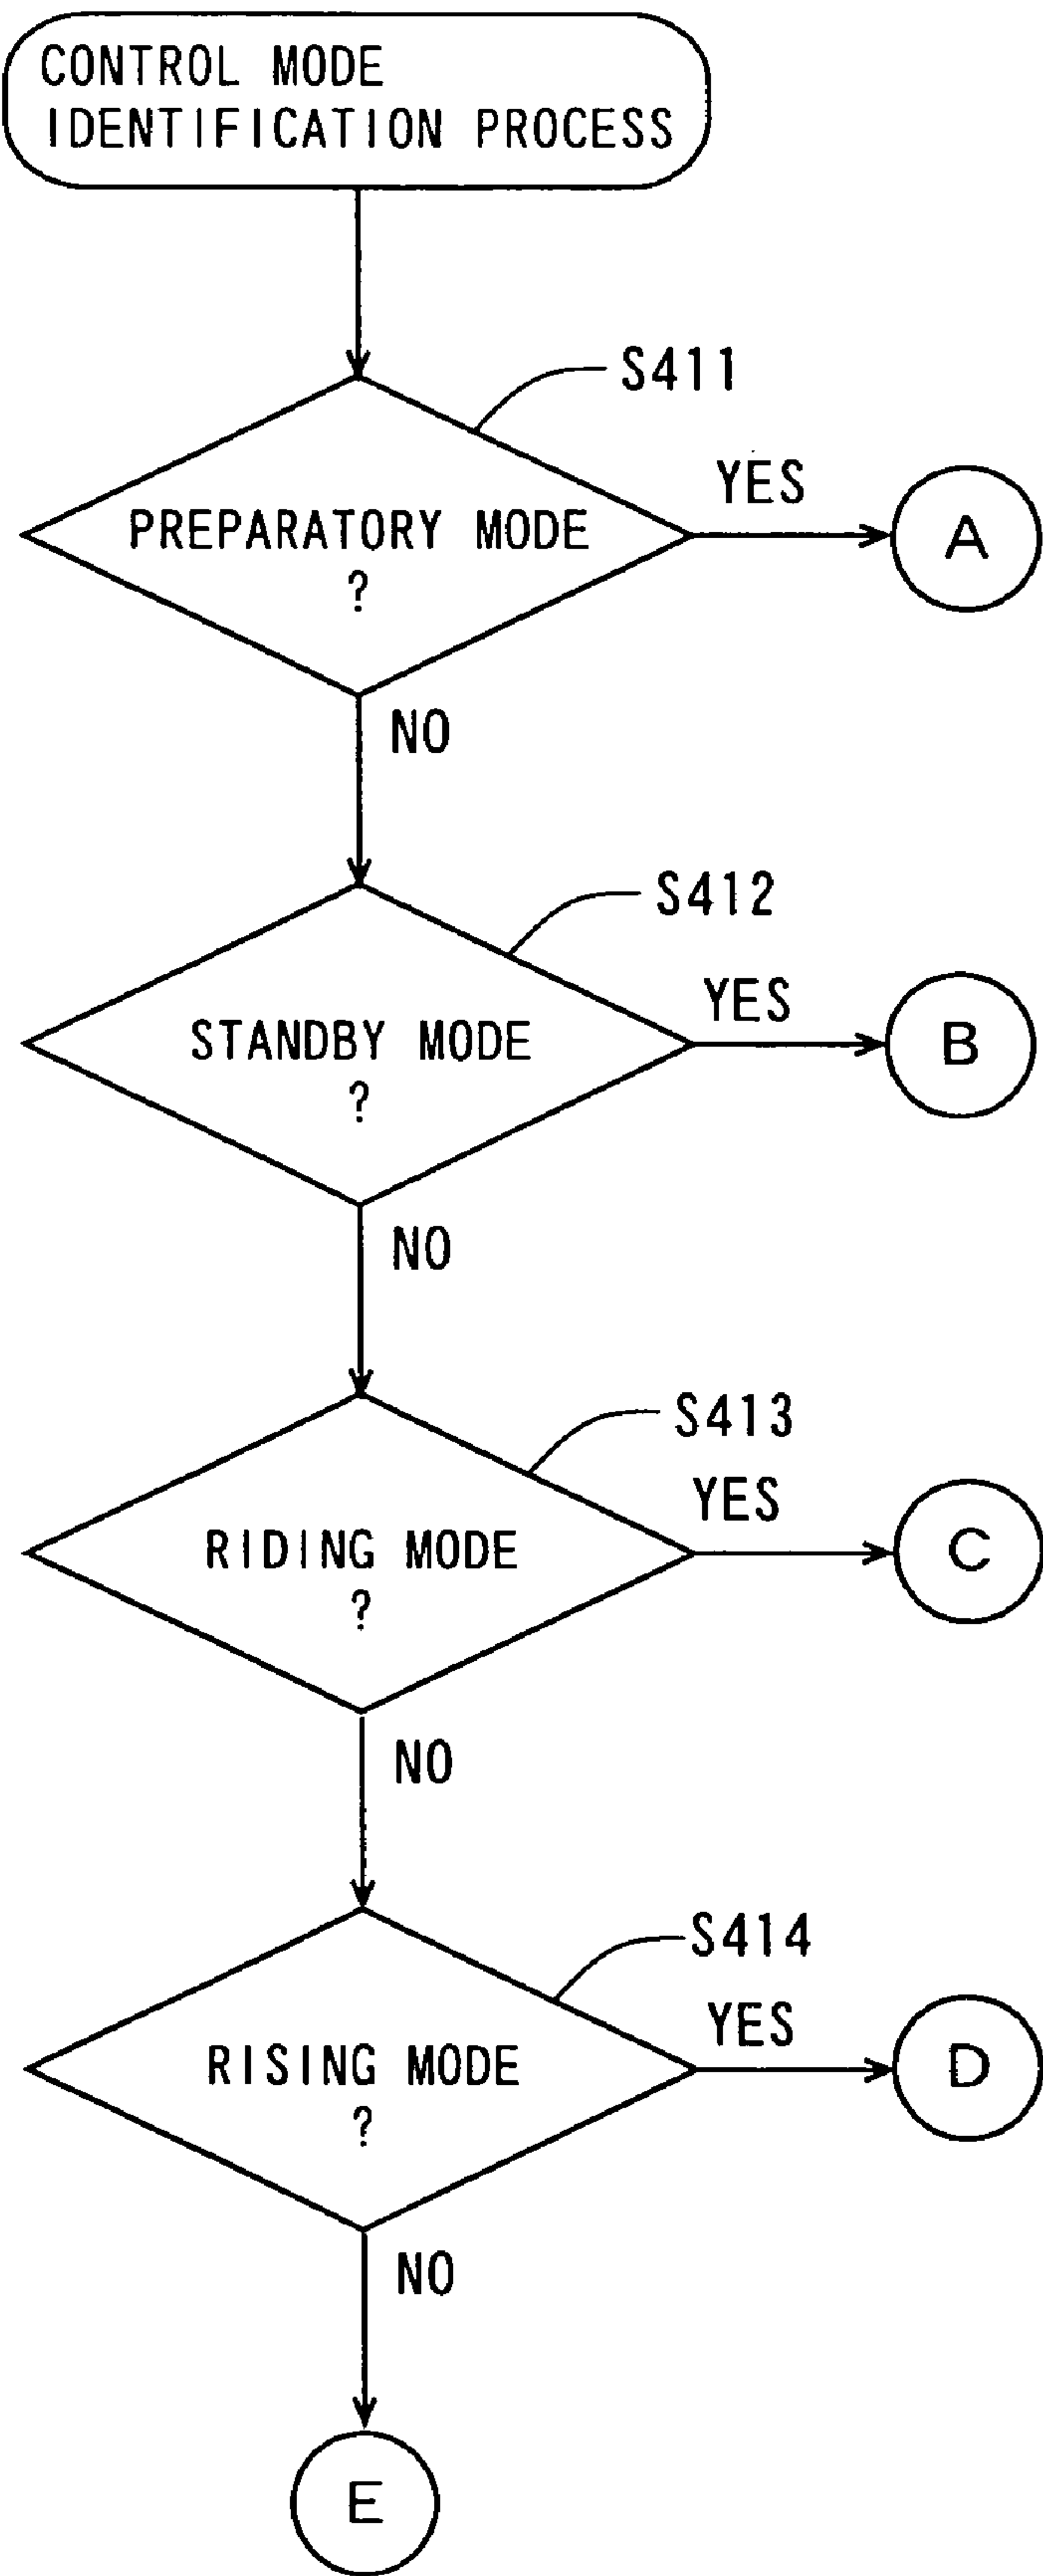 CONTROL MODE
IDENTIFICATION PROCESS
S411
PREPARATORY MODE
?
YES
A
NO
S412
STANDBY MODE
?
YES
B
NO
S413
RIDING MODE
?
YES
C
NO
S414
RISING MODE
?
YES
D
NO
E